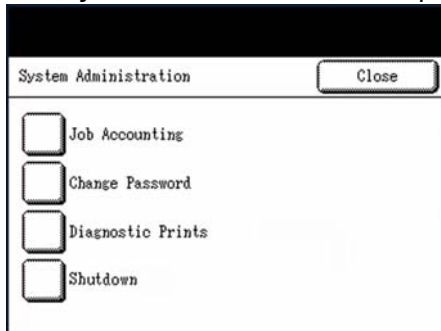 System Administration
Close
Job Accounting
Change Password
Diagnostic Prints
Shutdown